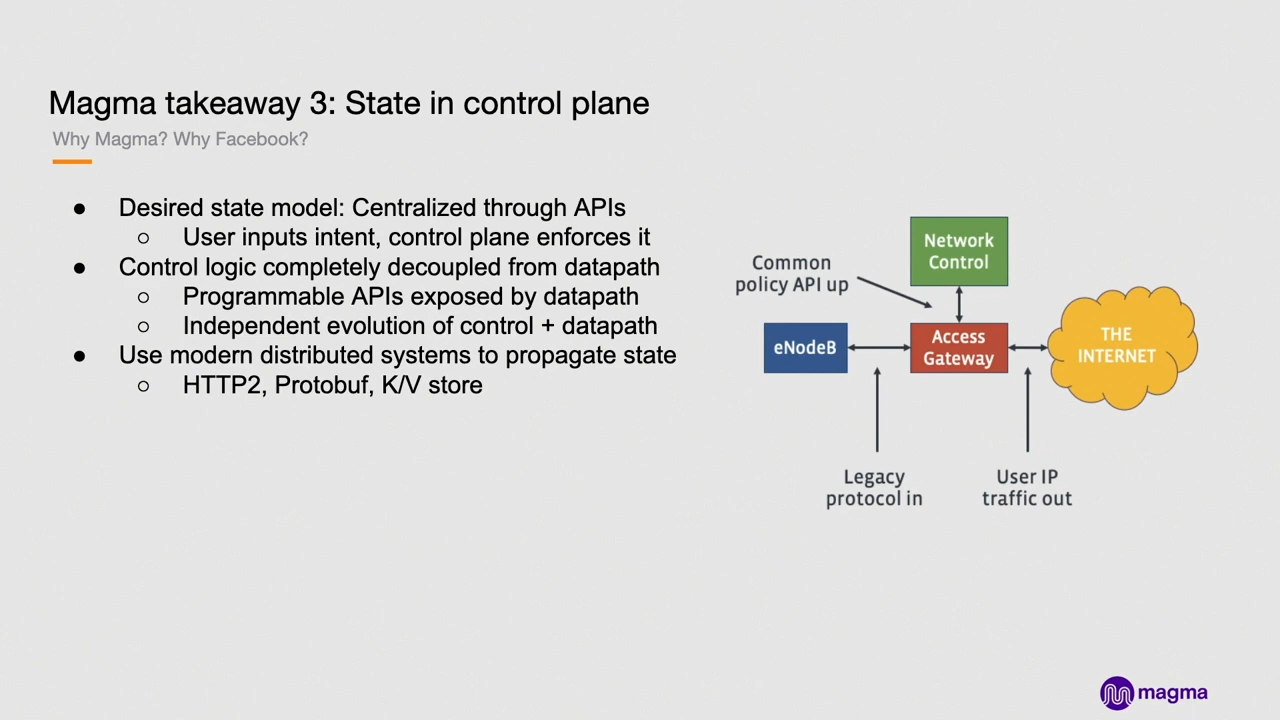 Magma takeaway 3: State in control plane
Why Magma? Why Facebook?
● Desired state model: Centralized through APIs
○ User inputs intent, control plane enforces it
● Control logic completely decoupled from datapath
○ Programmable APIs exposed by datapath
○ Independent evolution of control + datapath
● Use modern distributed systems to propagate state
○ HTTP2, Protobuf, K/V store
Network
Control
Common
policy API up
eNodeB
Access
Gateway
THE
INTERNET
Legacy
protocol in
User IP
traffic out
magma